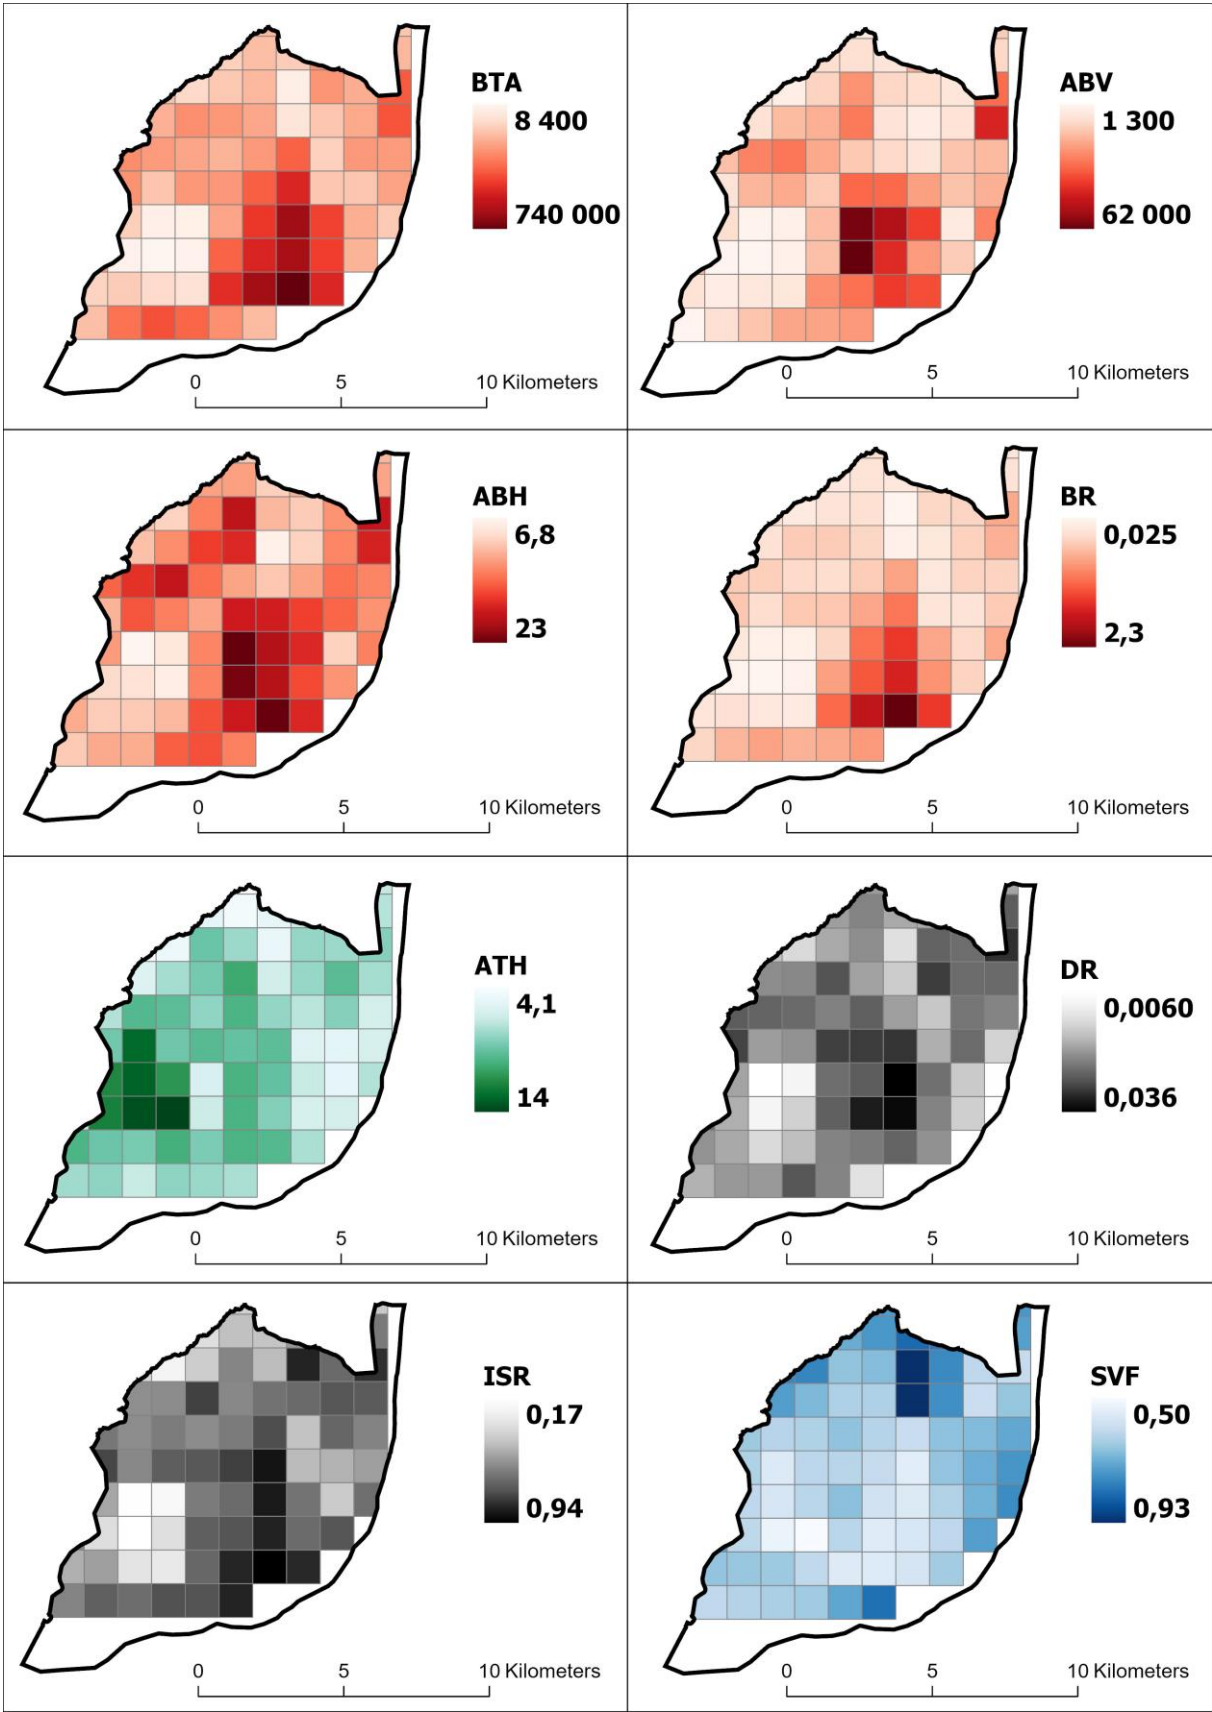 BTA
8 400
740 000
0 5 10 Kilometers
ABV
1 300
62 000
0 5 10 Kilometers
ABH
6,8
23
0 5 10 Kilometers
BR
0,025
2,3
0 5 10 Kilometers
ATH
4,1
14
0 5 10 Kilometers
DR
0,0060
0,036
0 5 10 Kilometers
ISR
0,17
0,94
0 5 10 Kilometers
SVF
0,50
0,93
0 5 10 Kilometers